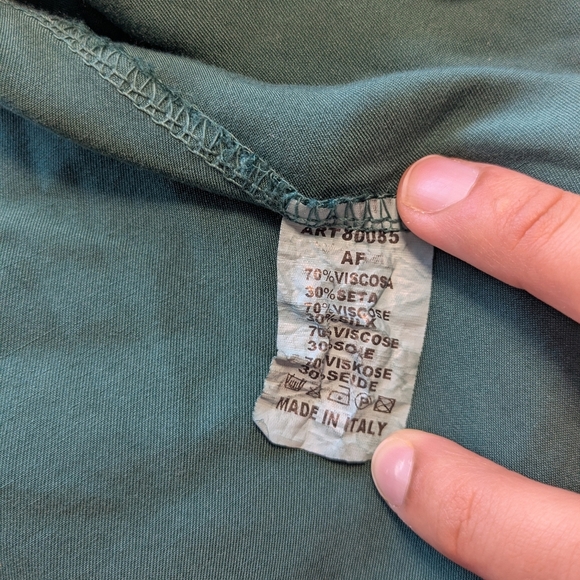 ART 80085
AF
70%VISCOSA
30%SETA
70%VISCOSE
30%SILK
70%VISCOSE
30%SOIE
70%VISKOSE
30%SEIDE
P
MADE IN ITALY